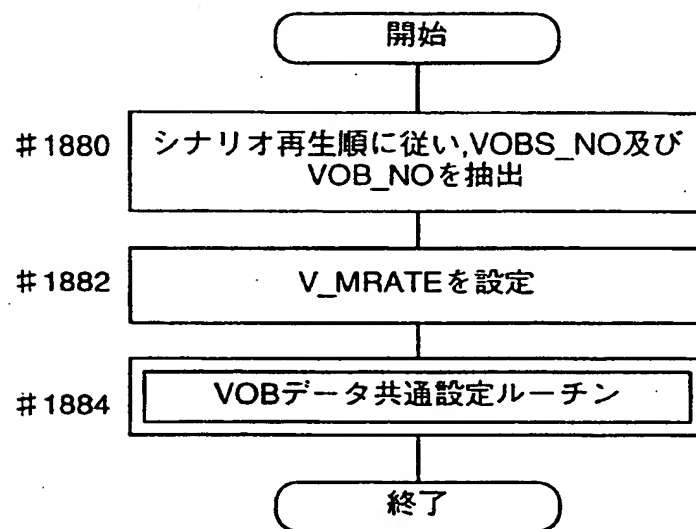 開始
#1880
シナリオ再生順に従い,VOBS_NO及び
VOB_NOを抽出
#1882
V_MRATEを設定
#1884
VOBデータ共通設定ルーチン
終了